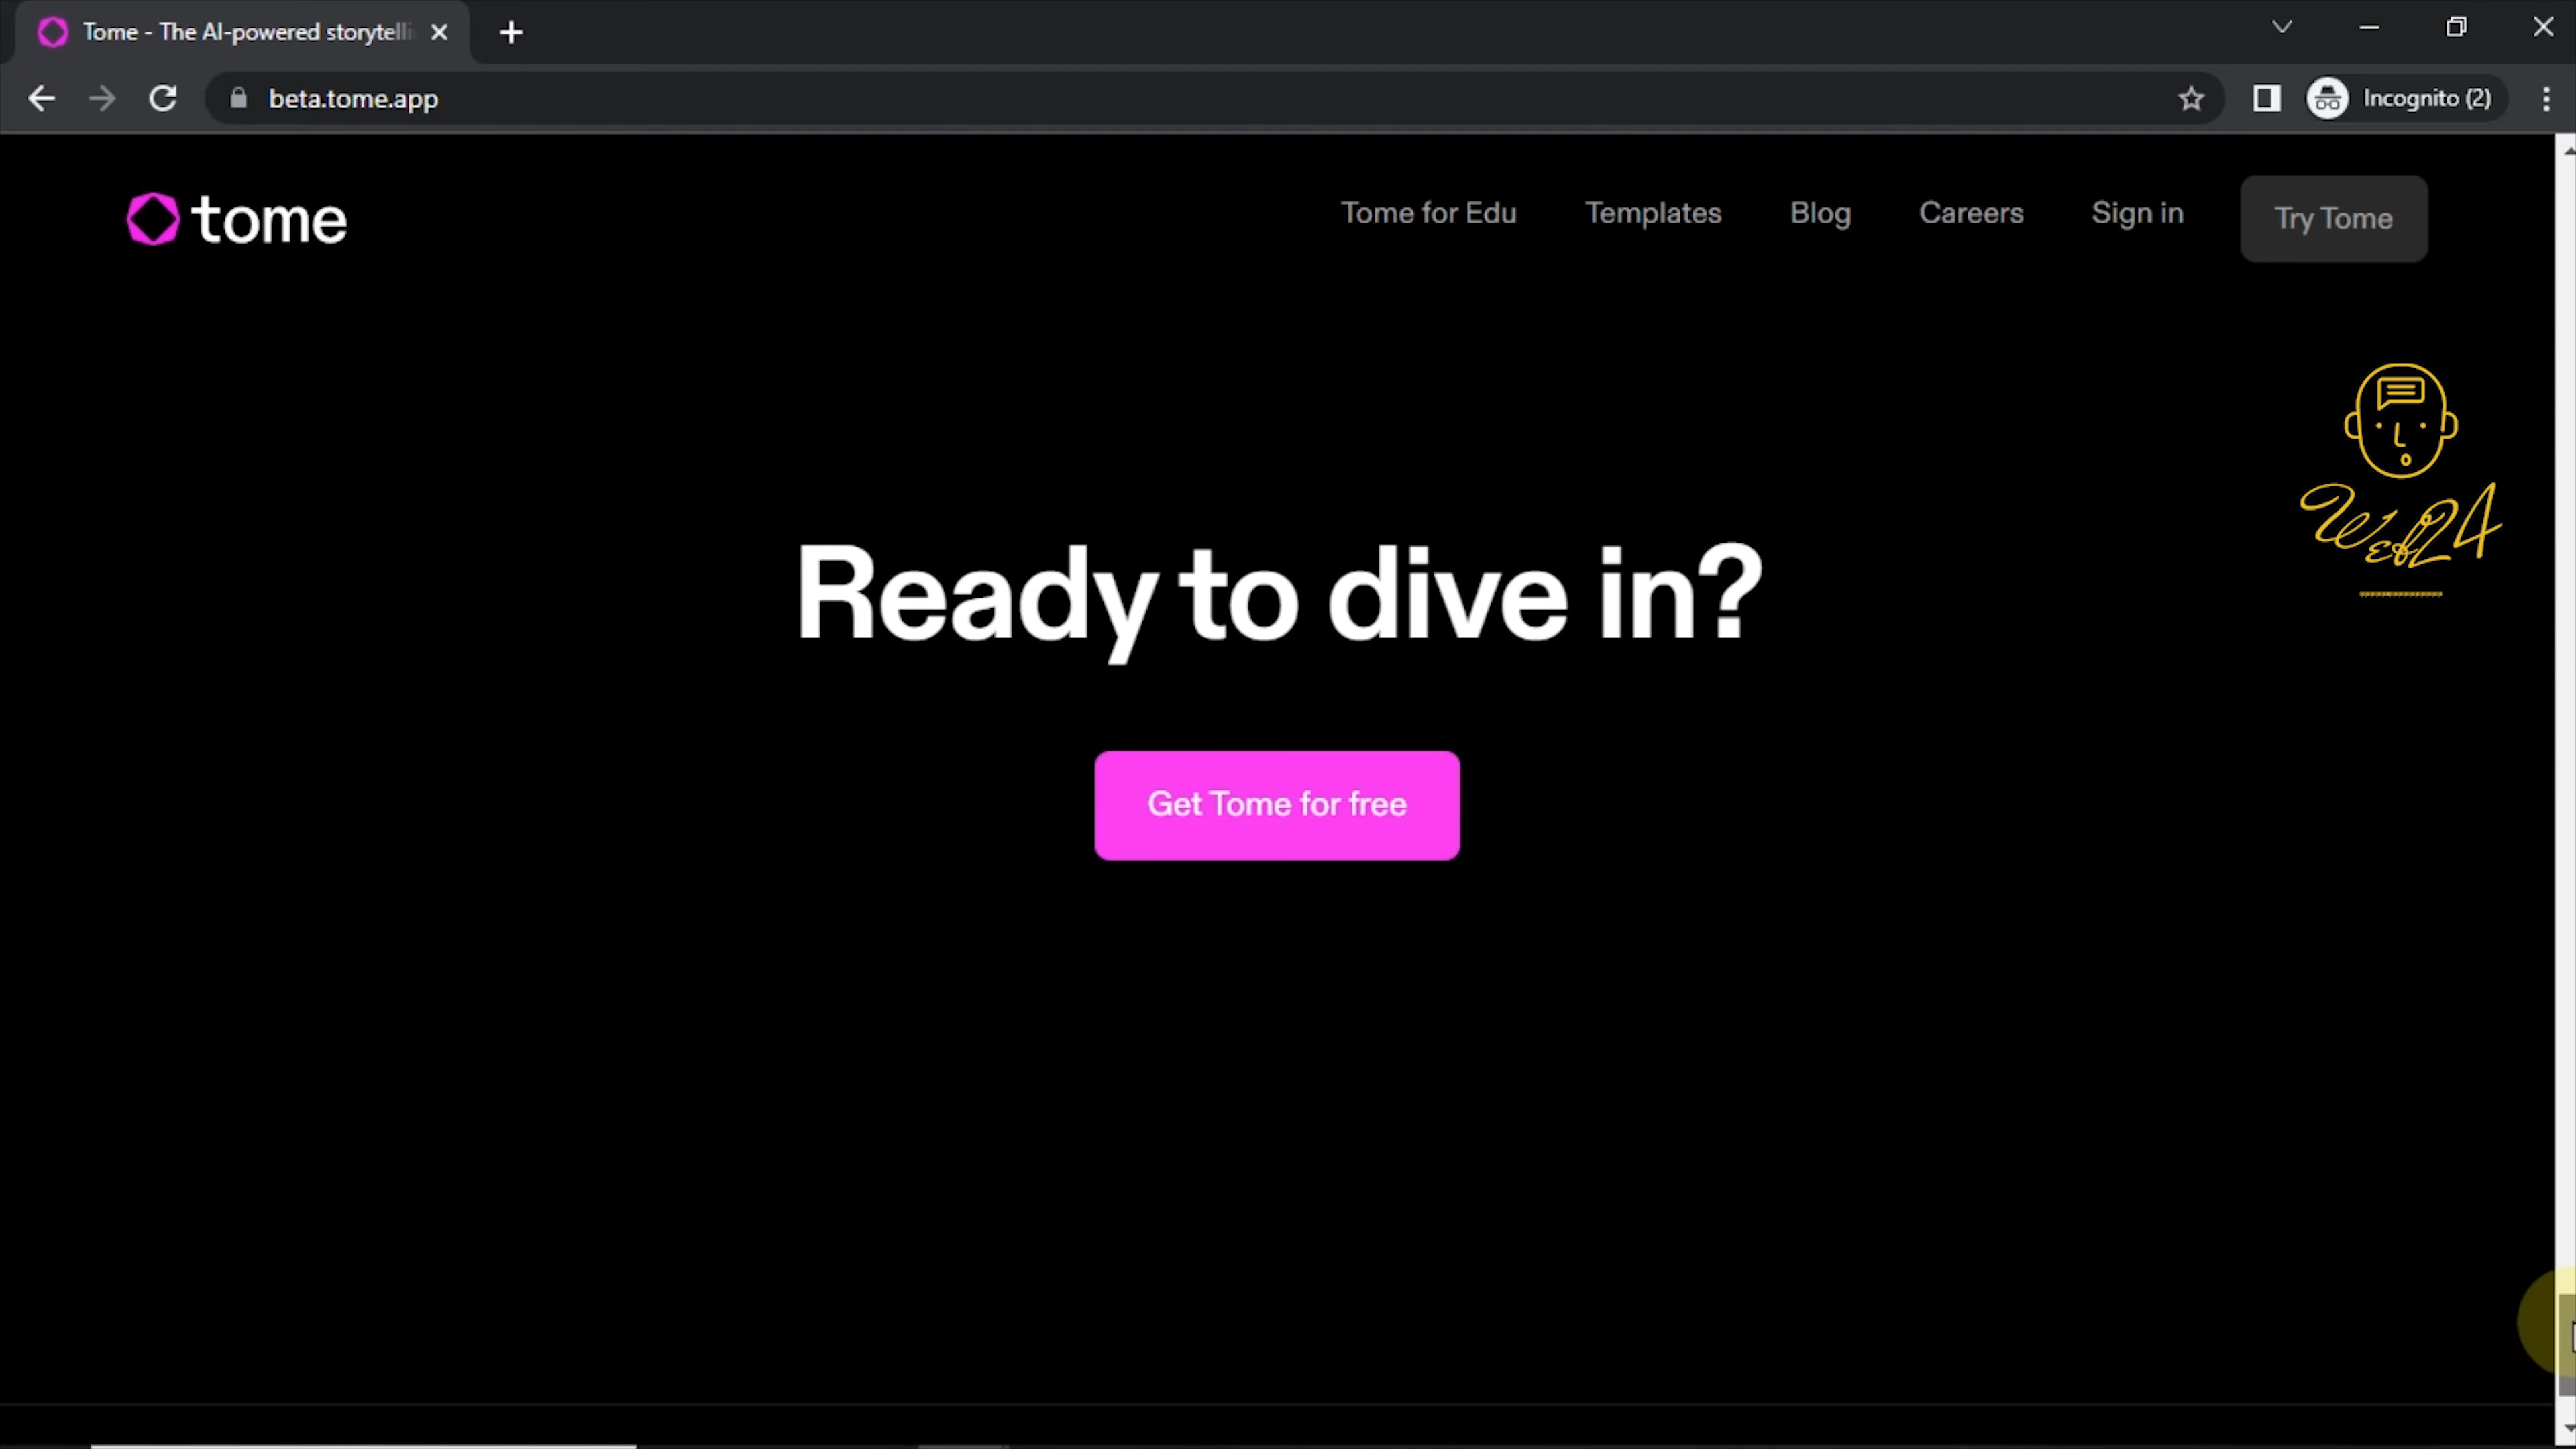 Tome - The AI-powered storytelli
beta.tome.app
Incognito (2)
tome
Tome for Edu
Templates
Blog
Careers
Sign in
Try Tome
Web24
Ready to dive in?
Get Tome for free